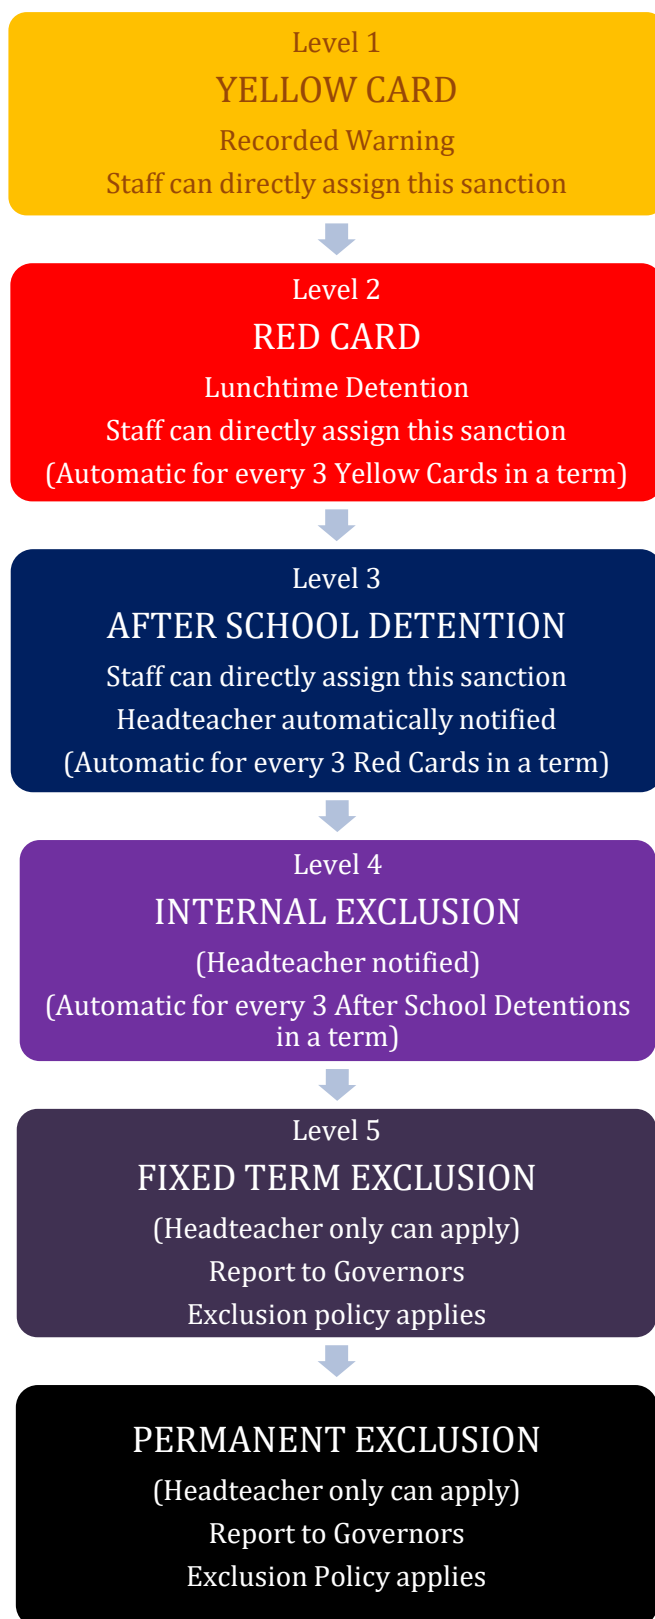 Level 1
YELLOW CARD
Recorded Warning
Staff can directly assign this sanction
Level 2
RED CARD
Lunchtime Detention
Staff can directly assign this sanction
(Automatic for every 3 Yellow Cards in a term)
Level 3
AFTER SCHOOL DETENTION
Staff can directly assign this sanction
Headteacher automatically notified
(Automatic for every 3 Red Cards in a term)
Level 4
INTERNAL EXCLUSION
(Headteacher notified)
(Automatic for every 3 After School Detentions
in a term)
Level 5
FIXED TERM EXCLUSION
(Headteacher only can apply)
Report to Governors
Exclusion policy applies
PERMANENT EXCLUSION
(Headteacher only can apply)
Report to Governors
Exclusion Policy applies